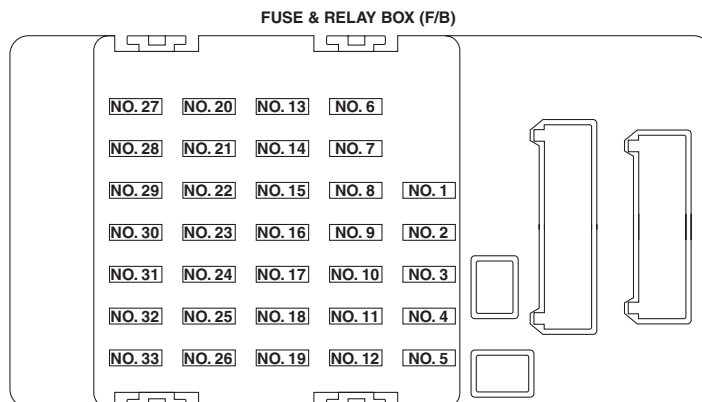 FUSE & RELAY BOX (F/B)
NO. 27 NO. 20 NO. 13 NO. 6
NO. 28 NO. 21 NO. 14 NO. 7
NO. 29 NO. 22 NO. 15 NO. 8 NO. 1
NO. 30 NO. 23 NO. 16 NO. 9 NO. 2
NO. 31 NO. 24 NO. 17 NO. 10 NO. 3
NO. 32 NO. 25 NO. 18 NO. 11 NO. 4
NO. 33 NO. 26 NO. 19 NO. 12 NO. 5